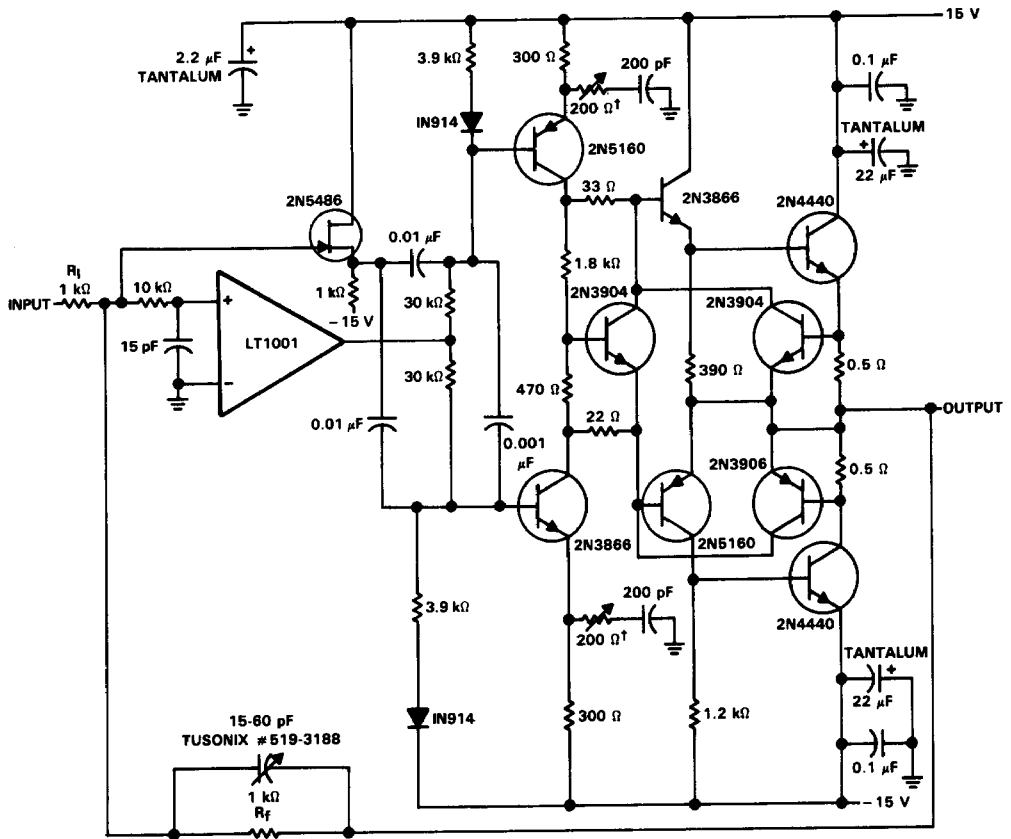 15 V
2.2 μF
TANTALUM
+
3.9 kΩ
300 Ω
200 pF
200 Ω†
0.1 μF
IN914
2N5160
TANTALUM
+
22 μF
33 Ω
2N3866
2N4440
2N5486
0.01 μF
1.8 kΩ
RI
1 kΩ
INPUT
10 kΩ
1 kΩ
-15 V
30 kΩ
2N3904
2N3904
+
15 pF
LT1001
−
30 kΩ
470 Ω
390 Ω
0.5 Ω
OUTPUT
0.01 μF
22 Ω
0.001
μF
2N3906
0.5 Ω
2N3866
2N5160
2N4440
3.9 kΩ
200 pF
200 Ω†
TANTALUM
+
22 μF
IN914
300 Ω
1.2 kΩ
0.1 μF
15-60 pF
TUSONIX #519-3188
-15 V
1 kΩ
Rf